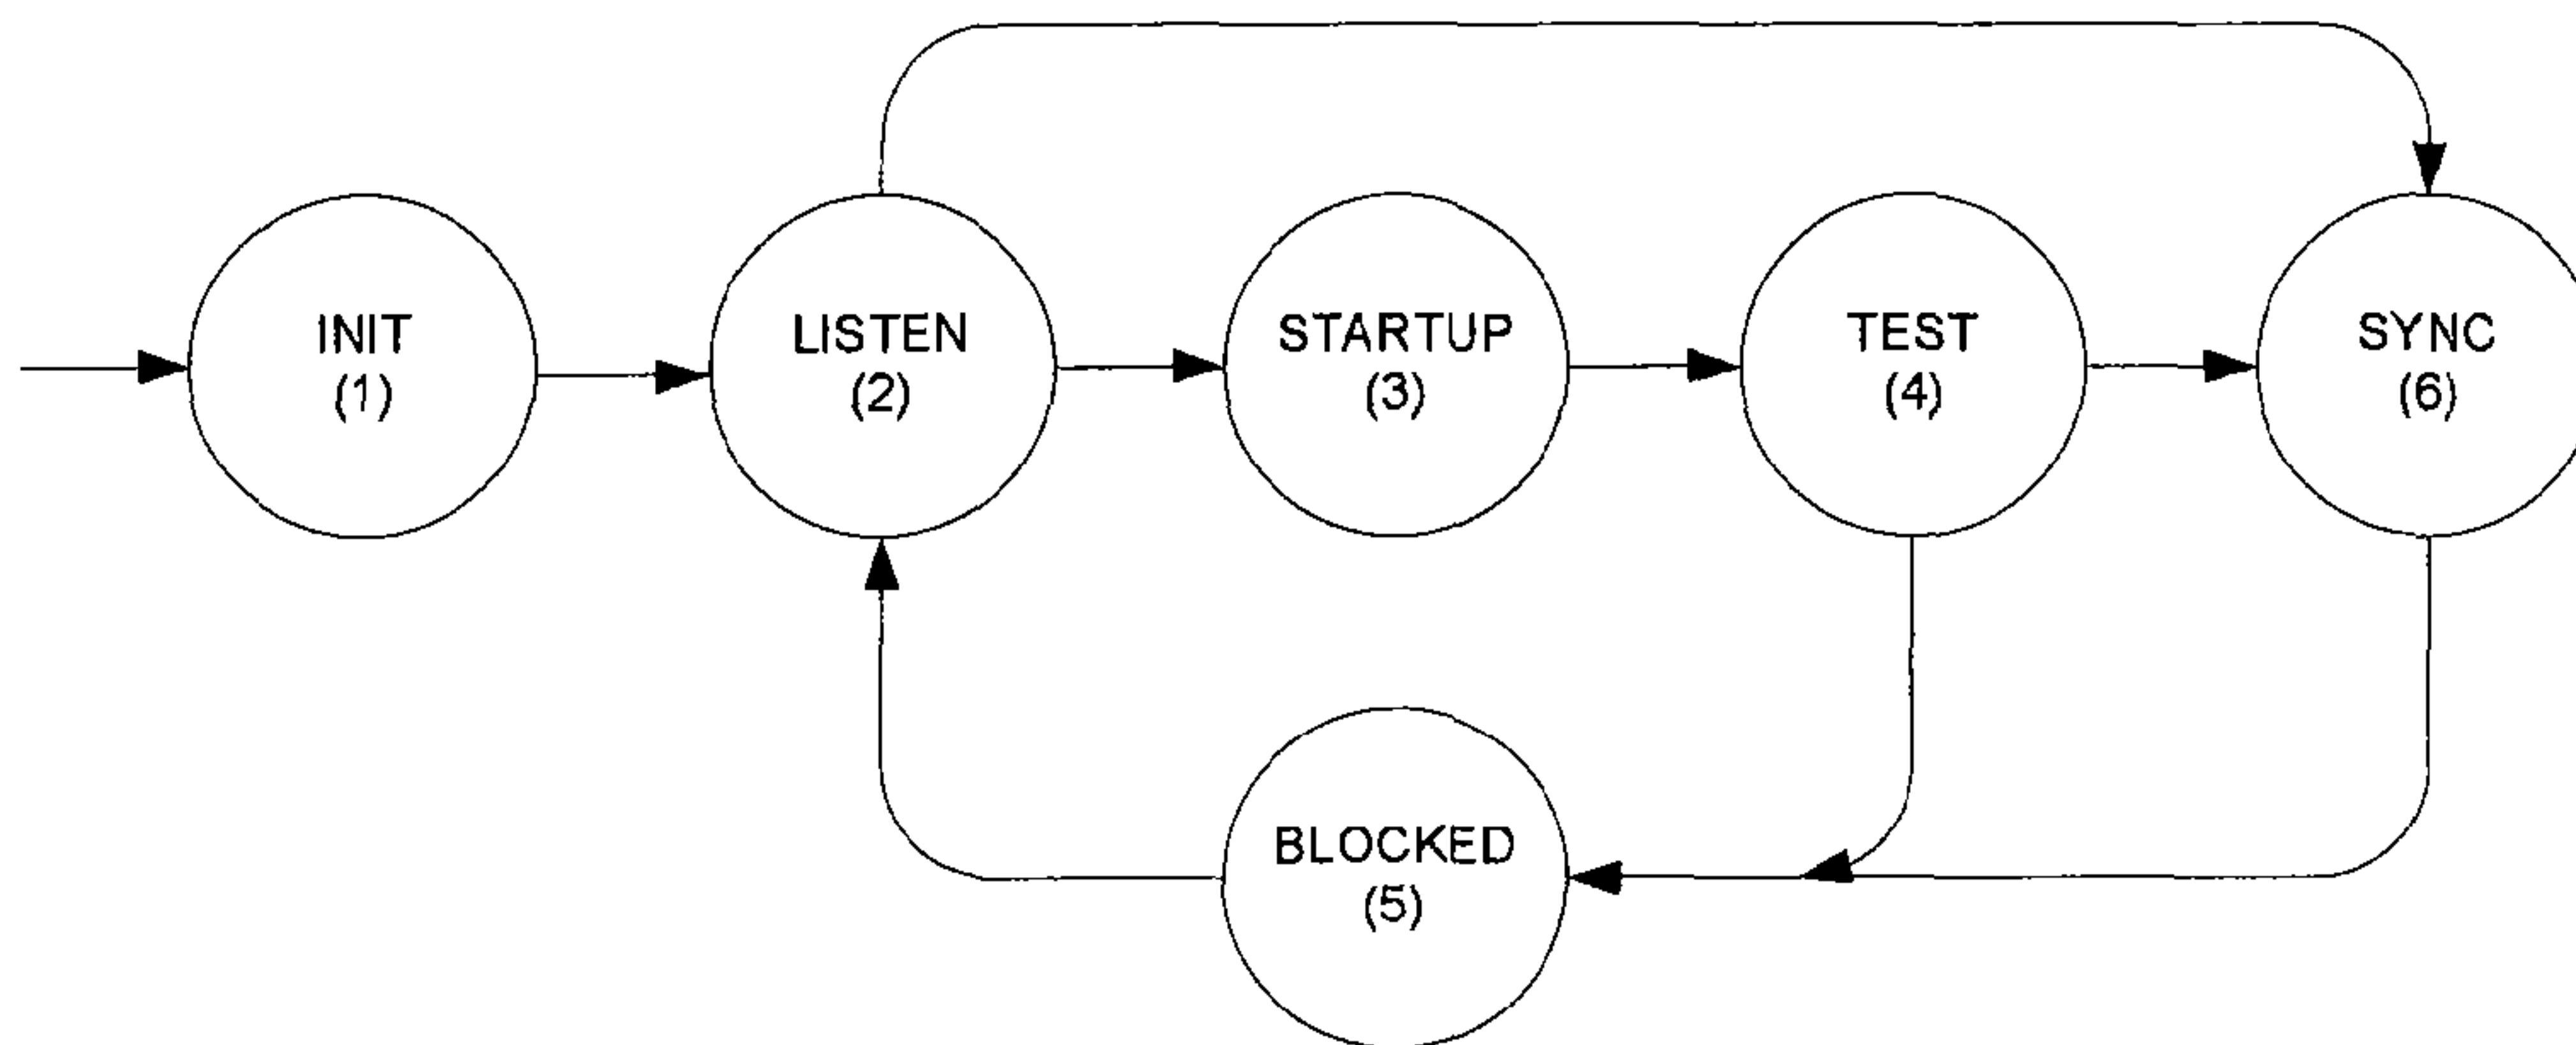 INIT
(1)
LISTEN
(2)
STARTUP
(3)
TEST
(4)
SYNC
(6)
BLOCKED
(5)